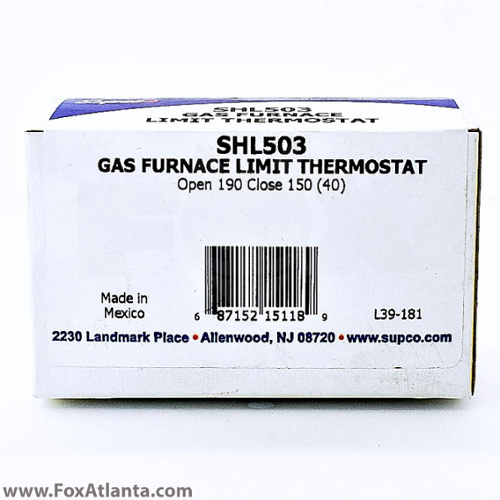 SHL503
GAS FURNACE
LIMIT THERMOSTAT
SHL503
GAS FURNACE LIMIT THERMOSTAT
Open 190 Close 150 (40)
Made in
Mexico
6 87152 15118 9
L39-181
2230 Landmark Place • Allenwood, NJ 08720 • www.supco.com
www.FoxAtlanta.com